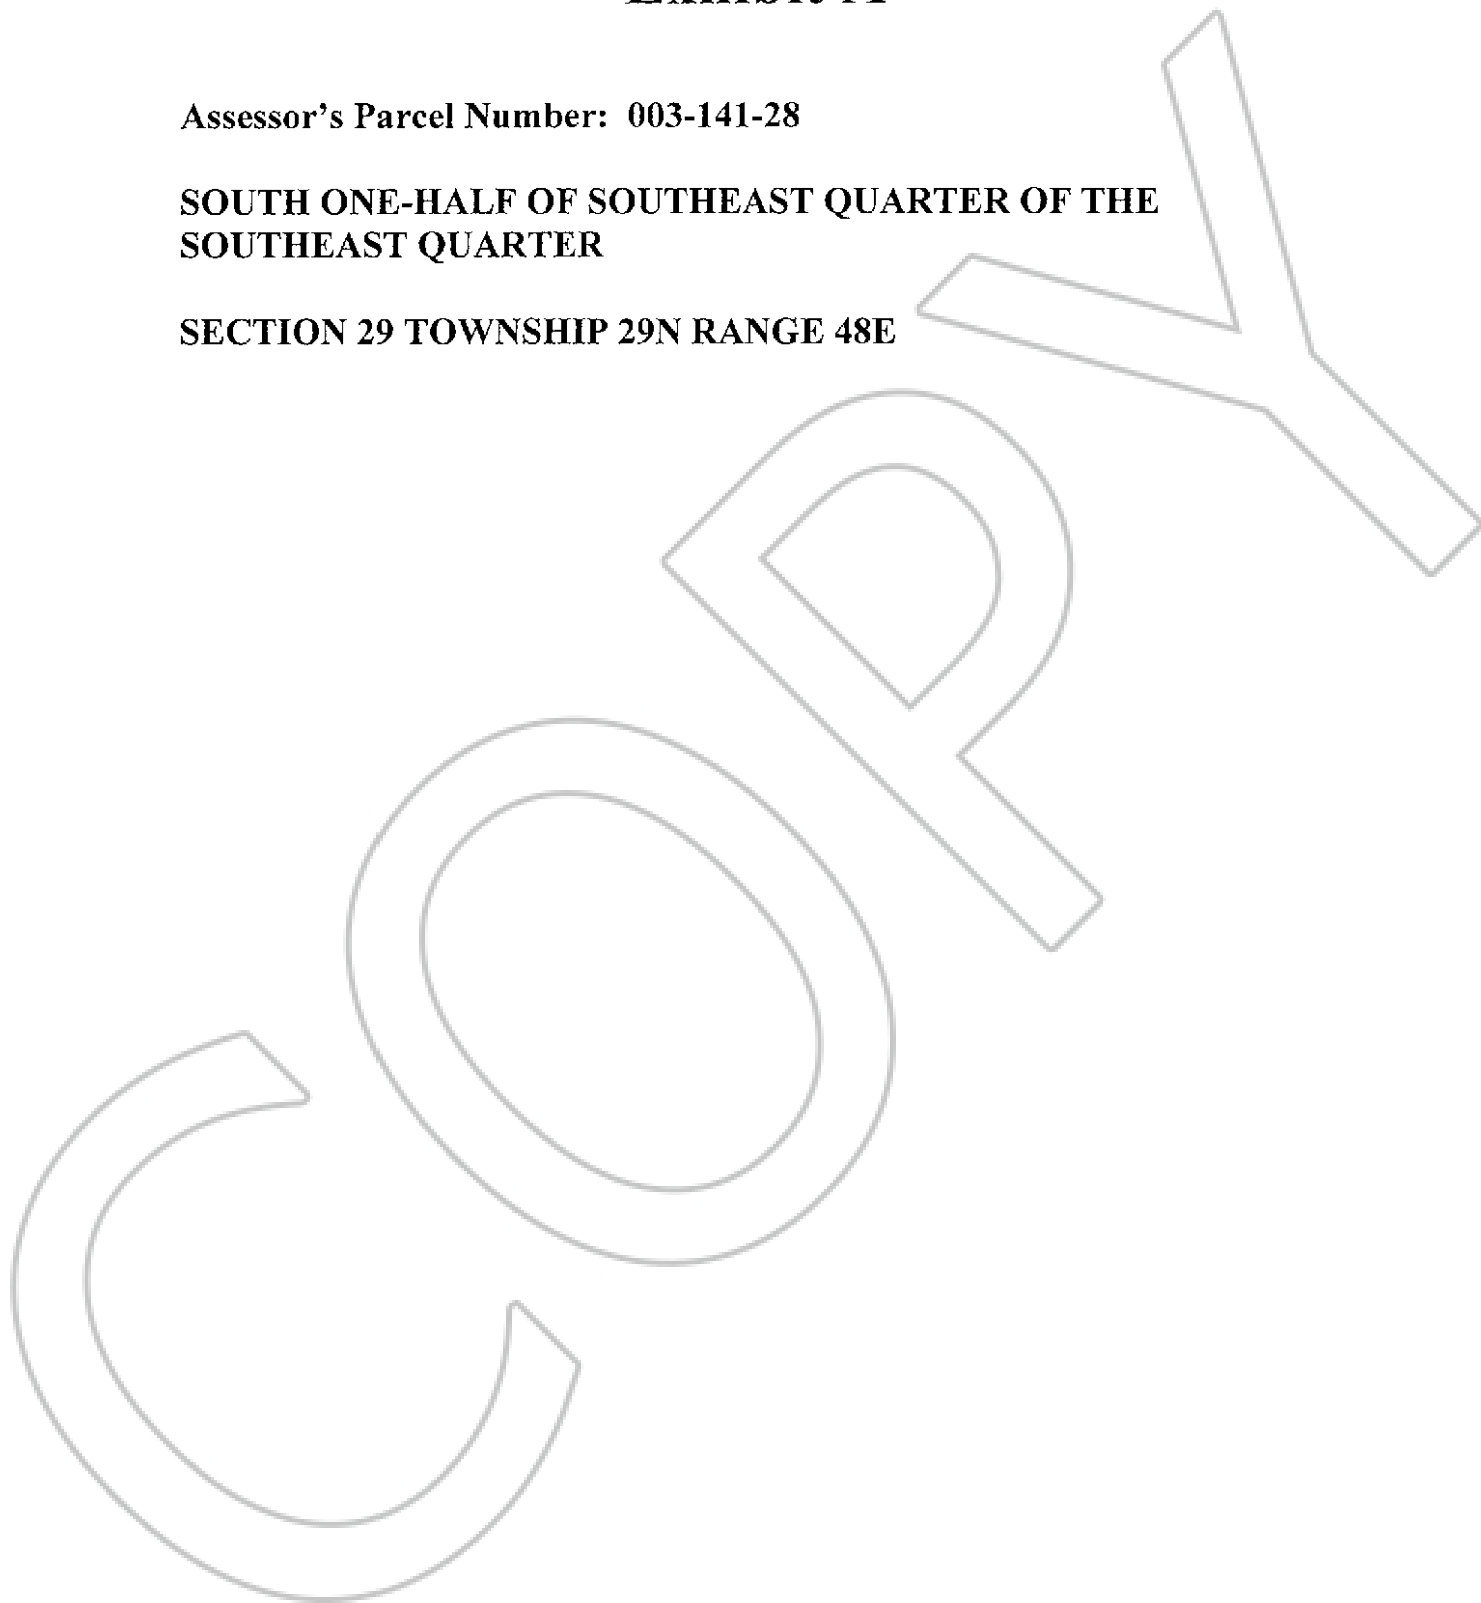 Exhibit A
Assessor's Parcel Number: 003-141-28
SOUTH ONE-HALF OF SOUTHEAST QUARTER OF THE
SOUTHEAST QUARTER
SECTION 29 TOWNSHIP 29N RANGE 48E
COPY